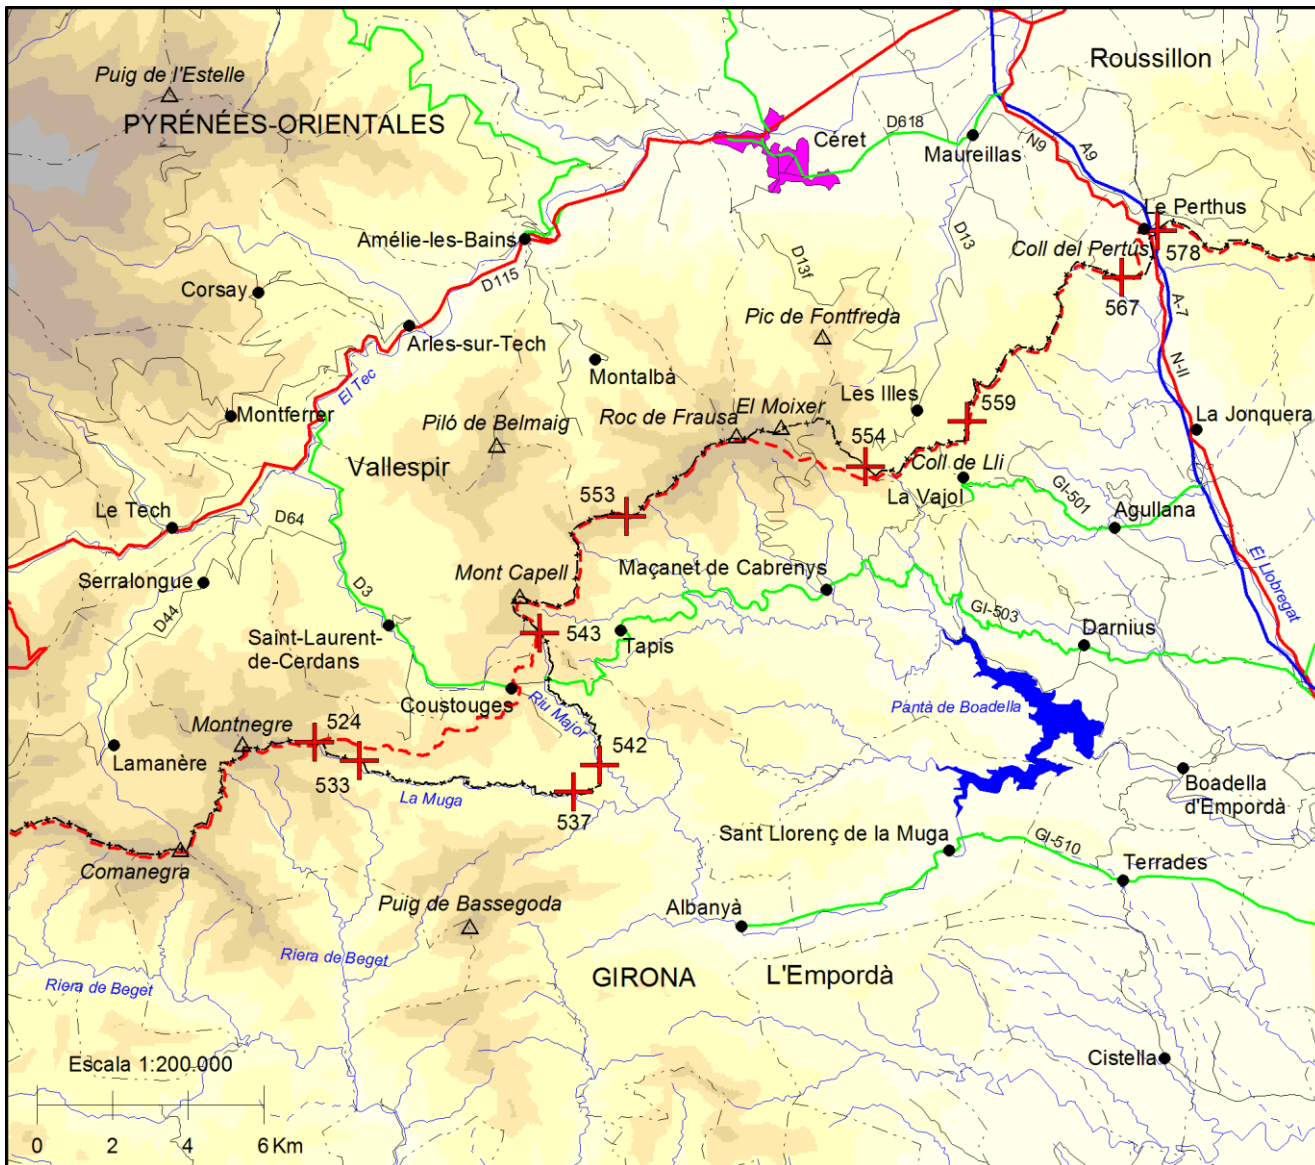 Roussillon
Puig de l'Estelle
PYRÉNÉES-ORIENTALES
D618
Céret
Maureillas
N9
A9
Le Perthus
Amélie-les-Bains
Coll del Pertús
578
D13
D13f
D115
Corsay
567
A-7
Pic de Fontfreda
Arles-sur-Tech
N-II
Montalbà
El Tec
Les Illes
559
Montferrer
Piló de Belmaig
Roc de Frausa
El Moixer
La Jonquera
554
Vallespir
Coll de Lli
553
La Vajol
GI-501
Le Tech
D64
Agullana
El Llobregat
Serralongue
Mont Capell
Maçanet de Cabrenys
D3
GI-503
D44
Saint-Laurent-
de-Cerdans
543
Tapis
Darnius
Coustouges
Riu Major
Pantà de Boadella
Montnegre
524
542
Lamanère
533
La Muga
537
Boadella
d'Empordà
Sant Llorenç de la Muga
GI-510
Comanegra
Terrades
Puig de Bassegoda
Albanyà
Riera de Beget
GIRONA
L'Empordà
Riera de Beget
Escala 1:200.000
Cistella
0 2 4 6 Km